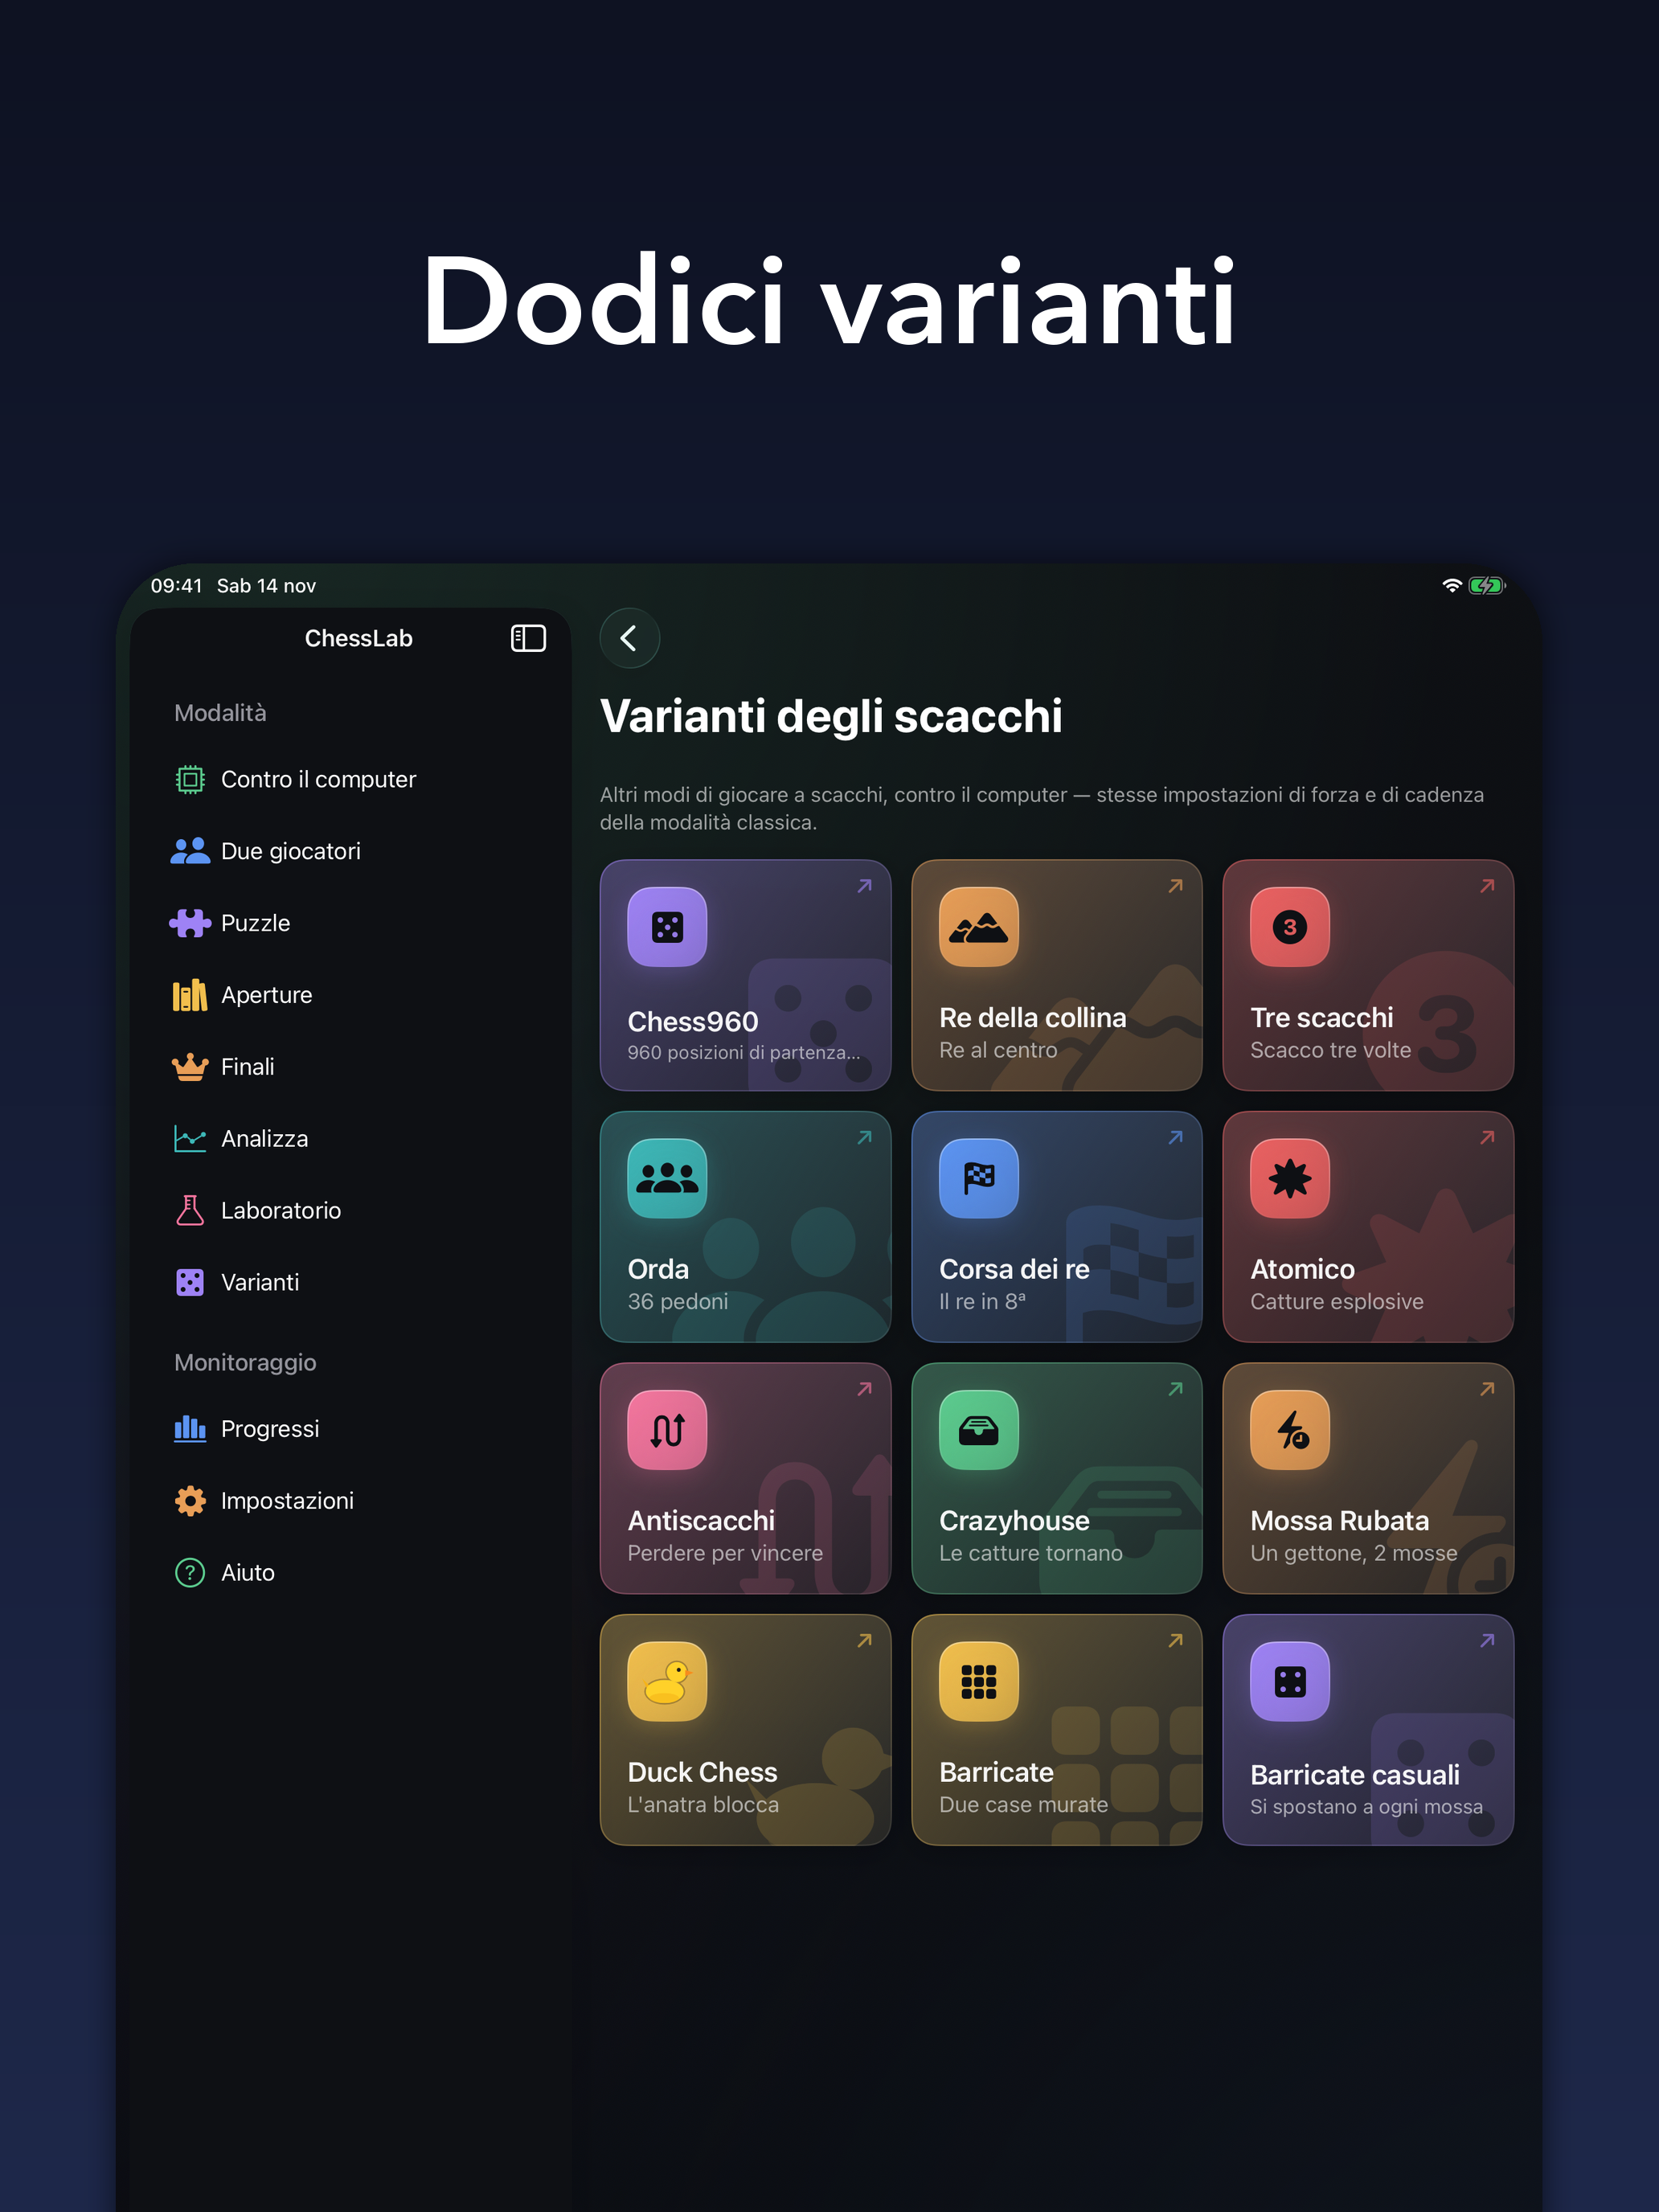 Dodici varianti
09:41 Sab 14 nov
ChessLab
Modalità
Contro il computer
Due giocatori
Puzzle
Aperture
Finali
Analizza
Laboratorio
Varianti
Monitoraggio
Progressi
Impostazioni
Aiuto
Varianti degli scacchi
Altri modi di giocare a scacchi, contro il computer — stesse impostazioni di forza e di cadenza
della modalità classica.
Chess960
960 posizioni di partenza…
3
Re della collina
Re al centro
3
Tre scacchi
Scacco tre volte
Orda
36 pedoni
Corsa dei re
Il re in 8ª
Atomico
Catture esplosive
Antiscacchi
Perdere per vincere
Crazyhouse
Le catture tornano
Mossa Rubata
Un gettone, 2 mosse
Duck Chess
L'anatra blocca
Barricate
Due case murate
Barricate casuali
Si spostano a ogni mossa